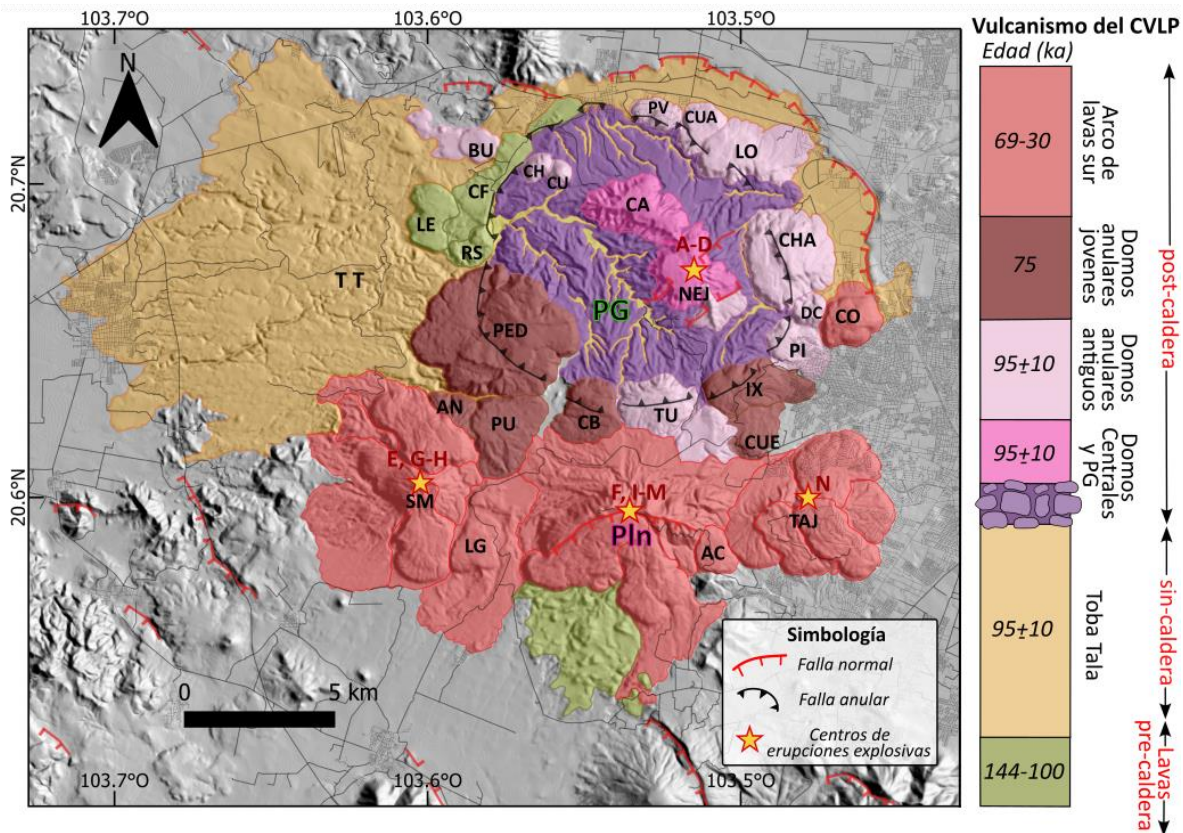 103.7°O
103.6°O
103.5°O
N
20.7°N
20.6°N
PV
CUA
LO
BU
CH
CU
CF
CA
LE
RS
A-D
CHA
TT
NEJ
PG
DC
CO
PED
PI
IX
AN
PU
CB
TU
CUE
E, G-H
SM
F, I-M
Pln
N
TAJ
LG
AC
0
5 km
Simbología
Falla normal
Falla anular
Centros de
erupciones explosivas
103.7°O
103.6°O
103.5°O
Vulcanismo del CVLP
Edad (ka)
69-30
Arco de
lavas sur
75
Domos
anulares
jovenes
95±10
Domos
anulares
antiguos
95±10
Domos
Centrales
y PG
95±10
Toba Tala
144-100
post-caldera
sin-caldera
Lavas
pre-caldera